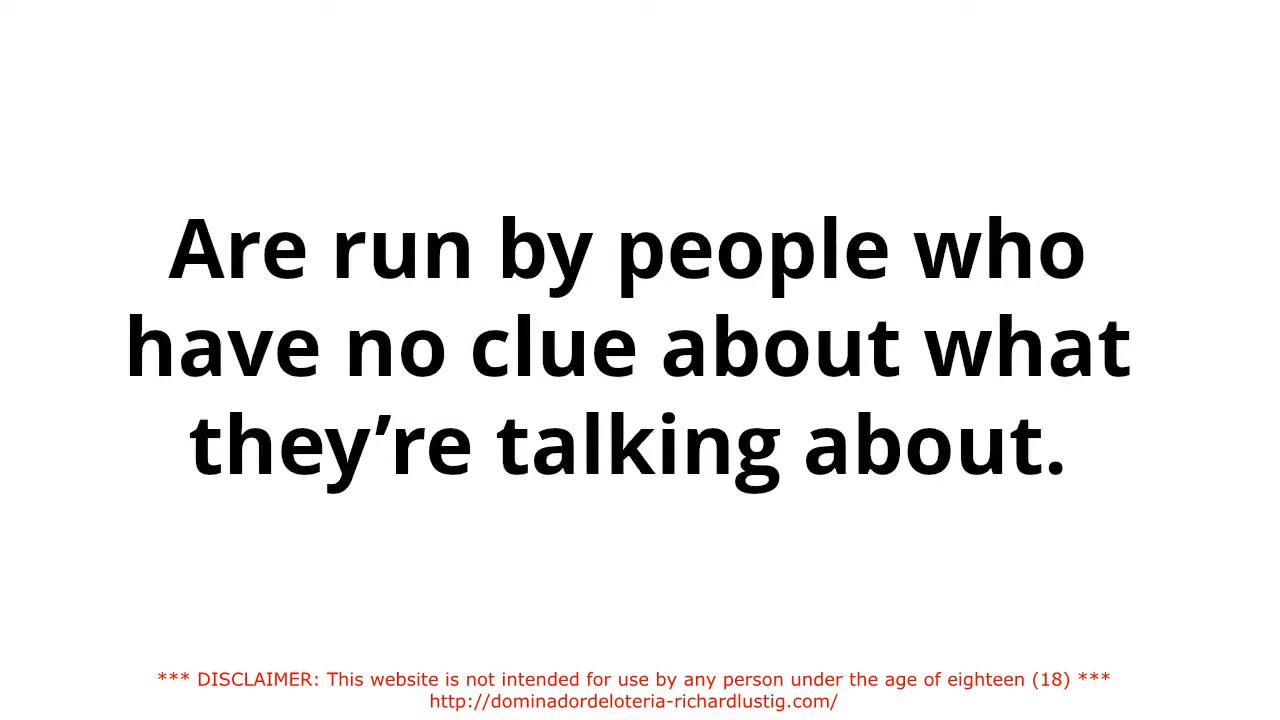 Are run by people who
have no clue about what
they’re talking about.
*** DISCLAIMER: This website is not intended for use by any person under the age of eighteen (18) ***
http://dominadordeloteria-richardlustig.com/